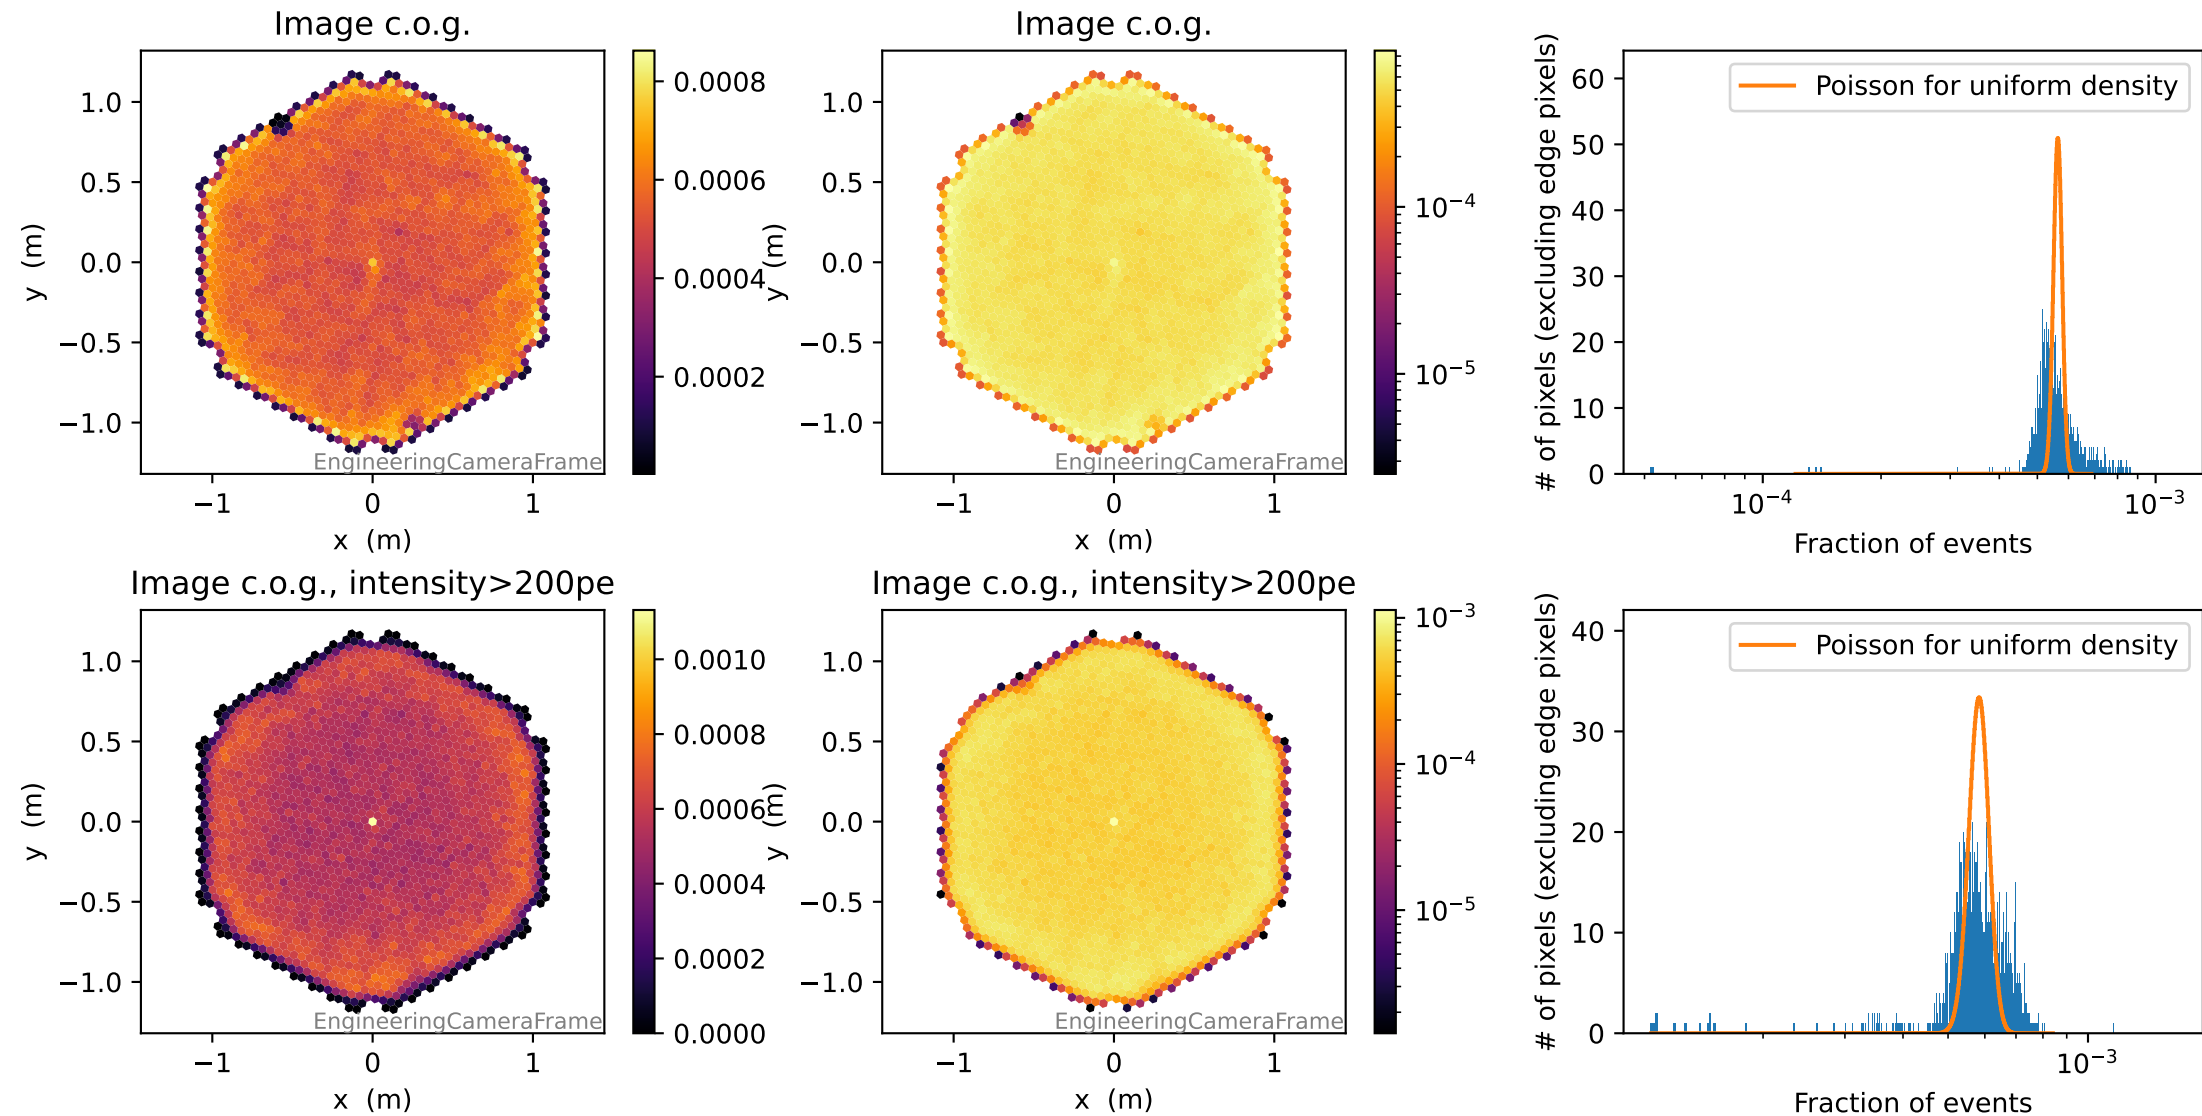 Image c.o.g.
y (m)
1.0
0.5
0.0
−0.5
−1.0
−1
0
1
x (m)
EngineeringCameraFrame
0.0008
0.0006
0.0004
0.0002
Image c.o.g.
y (m)
1.0
0.5
0.0
−0.5
−1.0
−1
0
1
x (m)
EngineeringCameraFrame
10⁻⁴
10⁻⁵
# of pixels (excluding edge pixels)
60
50
40
30
20
10
0
Poisson for uniform density
10⁻⁴
10⁻³
Fraction of events
Image c.o.g., intensity>200pe
y (m)
1.0
0.5
0.0
−0.5
−1.0
−1
0
1
x (m)
EngineeringCameraFrame
0.0010
0.0008
0.0006
0.0004
0.0002
0.0000
Image c.o.g., intensity>200pe
y (m)
1.0
0.5
0.0
−0.5
−1.0
−1
0
1
x (m)
EngineeringCameraFrame
10⁻³
10⁻⁴
10⁻⁵
# of pixels (excluding edge pixels)
40
30
20
10
0
Poisson for uniform density
10⁻³
Fraction of events